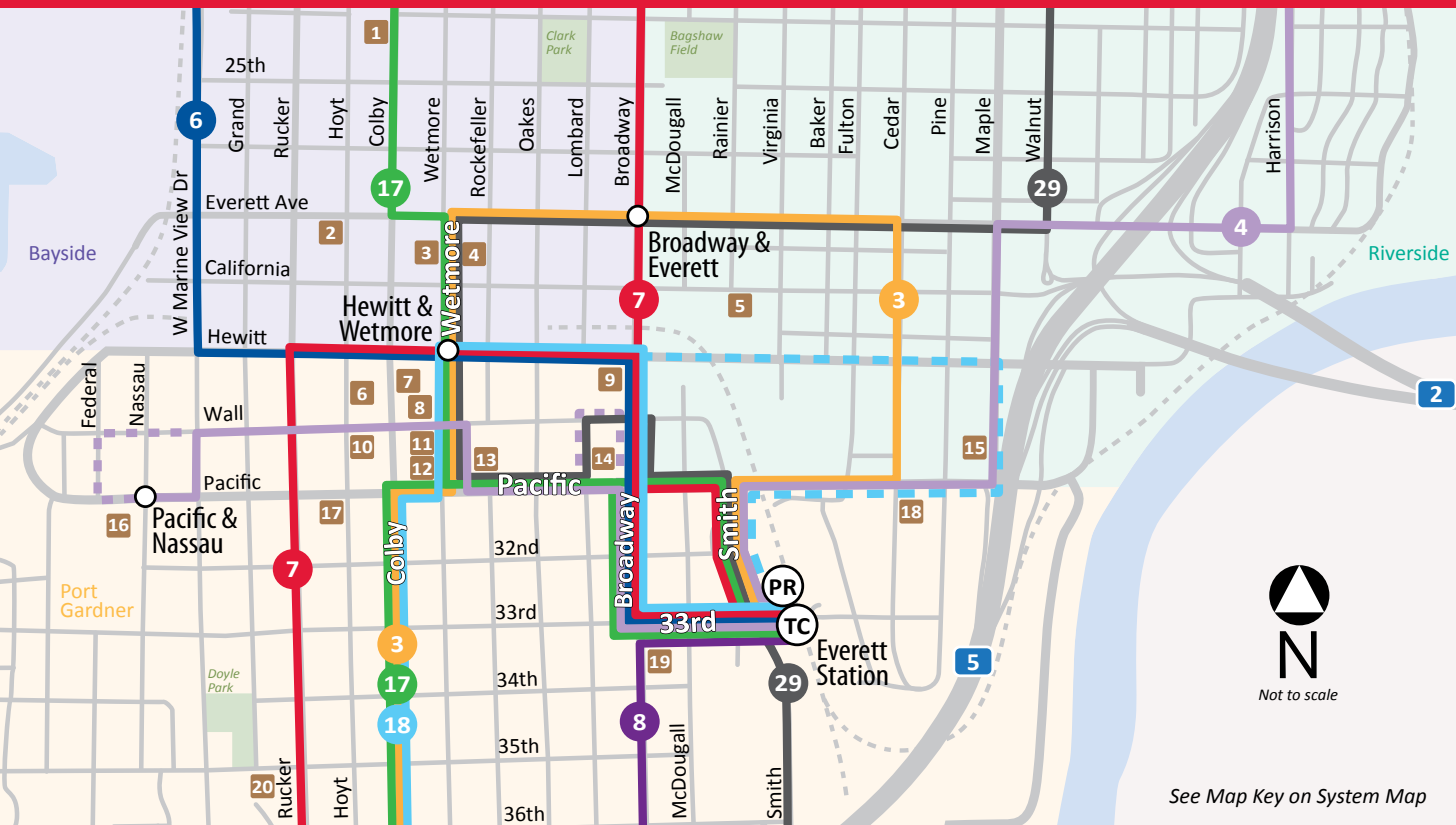 1
Clark
Park
Bagshaw
Field
25th
6
Grand
Rucker
Hoyt
Colby
Wetmore
Rockefeller
Oakes
Lombard
Broadway
McDougall
Rainier
Virginia
Baker
Fulton
Cedar
Pine
Maple
Walnut
Harrison
17
29
W Marine View Dr
Everett Ave
2
3
4
Wetmore
Broadway &
Everett
4
Bayside
California
Riverside
Hewitt &
Wetmore
7
5
3
Hewitt
Federal
Nassau
6
7
8
9
2
Wall
10
11
12
13
14
15
Pacific
Pacific
16
Pacific &
Nassau
17
18
Colby
Broadway
Smith
32nd
7
PR
Port
Gardner
33rd
33rd
TC
N
Not to scale
3
17
18
19
Everett
Station
29
5
Doyle
Park
34th
8
35th
McDougall
20
Rucker
Hoyt
Smith
36th
See Map Key on System Map